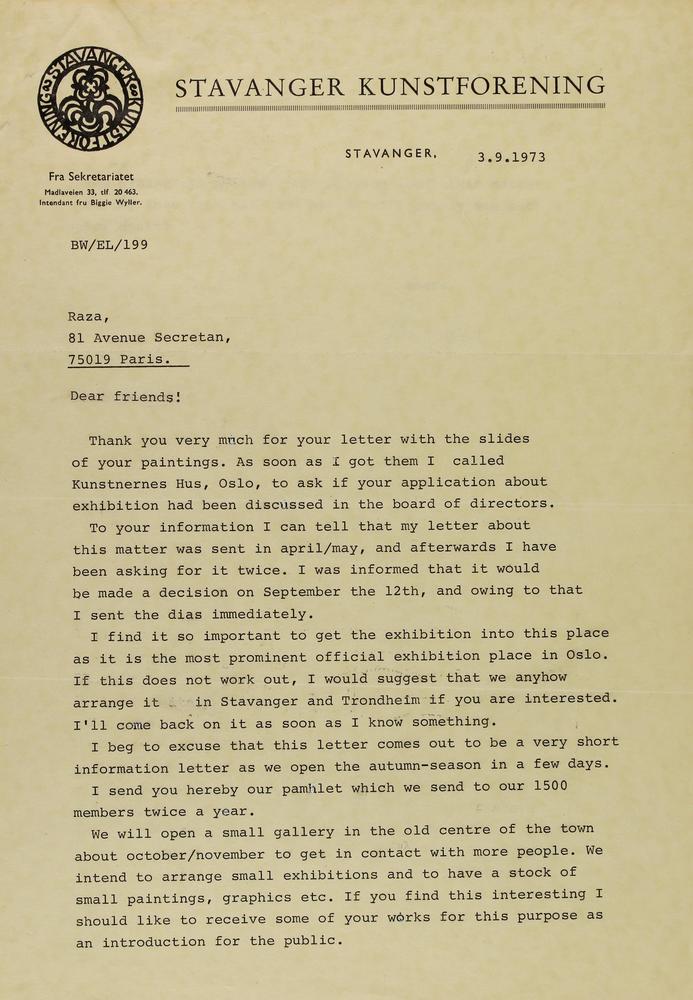 STAVANGER KUNSTFORENING
STAVANGER KUNSTFORENING
STAVANGER, 3.9.1973
Fra Sekretariatet
Madlaveien 33, tlf 20 463.
Intendant fru Biggie Wyller.
BW/EL/199
Raza,
81 Avenue Secretan,
75019 Paris.
Dear friends!
Thank you very much for your letter with the slides
of your paintings. As soon as I got them I called
Kunstnernes Hus, Oslo, to ask if your application about
exhibition had been discussed in the board of directors.
To your information I can tell that my letter about
this matter was sent in april/may, and afterwards I have
been asking for it twice. I was informed that it would
be made a decision on September the 12th, and owing to that
I sent the dias immediately.
I find it so important to get the exhibition into this place
as it is the most prominent official exhibition place in Oslo.
If this does not work out, I would suggest that we anyhow
arrange it in Stavanger and Trondheim if you are interested.
I'll come back on it as soon as I know something.
I beg to excuse that this letter comes out to be a very short
information letter as we open the autumn-season in a few days.
I send you hereby our pamhlet which we send to our 1500
members twice a year.
We will open a small gallery in the old centre of the town
about october/november to get in contact with more people. We
intend to arrange small exhibitions and to have a stock of
small paintings, graphics etc. If you find this interesting I
should like to receive some of your works for this purpose as
an introduction for the public.